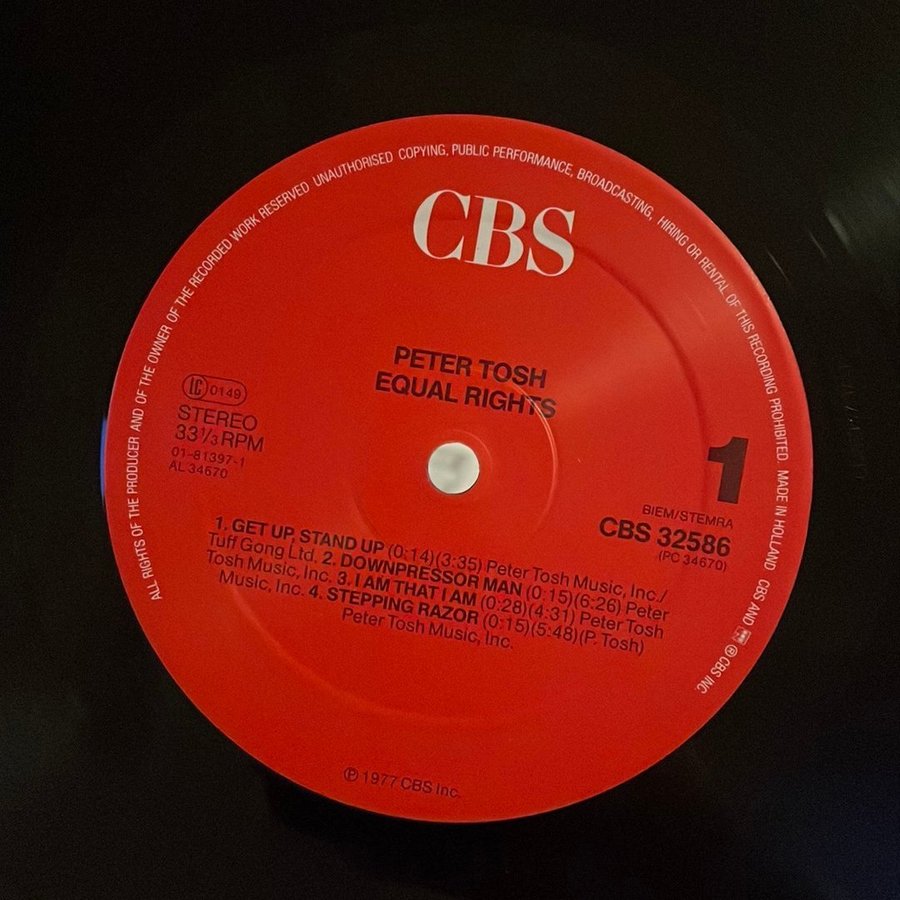 ALL RIGHTS OF THE PRODUCER AND OF THE OWNER OF THE RECORDED WORK RESERVED UNAUTHORISED COPYING, PUBLIC PERFORMANCE, BROADCASTING, HIRING OR RENTAL OF THIS RECORDING PROHIBITED. MADE IN HOLLAND CBS AND ℗ CBS INC
CBS
PETER TOSH
EQUAL RIGHTS
LC 0149
STEREO
33 1/3 RPM
01-81397-1
AL 34670
1
BIEM/STEMRA
CBS 32586
(PC 34670)
1. GET UP, STAND UP (0:14)(3:35) Peter Tosh Music, Inc./
Tuff Gong Ltd. 2. DOWNPRESSOR MAN (0:15)(6:26) Peter
Tosh Music, Inc. 3. I AM THAT I AM (0:28)(4:31) Peter Tosh
Music, Inc. 4. STEPPING RAZOR (0:15)(5:48)(P. Tosh)
Peter Tosh Music, Inc.
℗ 1977 CBS Inc.